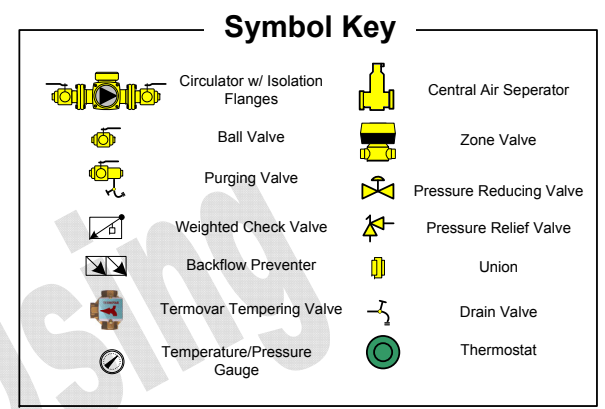 Symbol Key
Circulator w/ Isolation
Flanges
Ball Valve
Purging Valve
Weighted Check Valve
Backflow Preventer
Termovar Tempering Valve
Temperature/Pressure
Gauge
Central Air Seperator
Zone Valve
Pressure Reducing Valve
Pressure Relief Valve
Union
Drain Valve
Thermostat
using